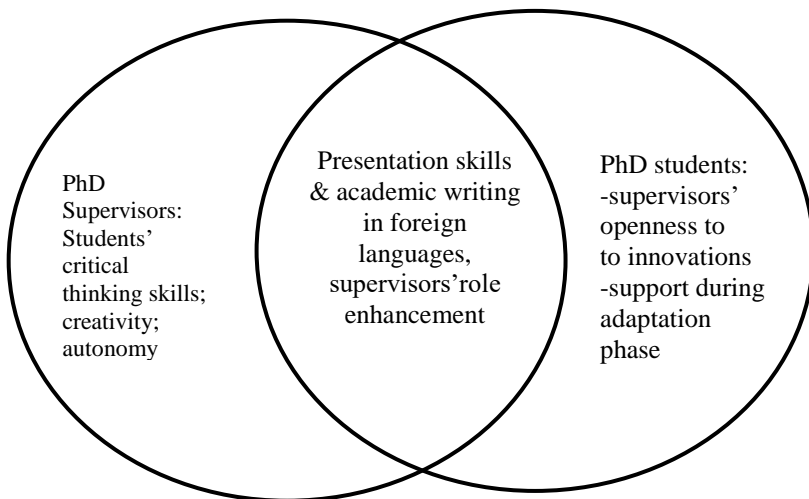 PhD
Supervisors:
Students’
critical
thinking skills;
creativity;
autonomy
Presentation skills
& academic writing
in foreign
languages,
supervisors’role
enhancement
PhD students:
-supervisors’
openness to
to innovations
-support during
adaptation
phase